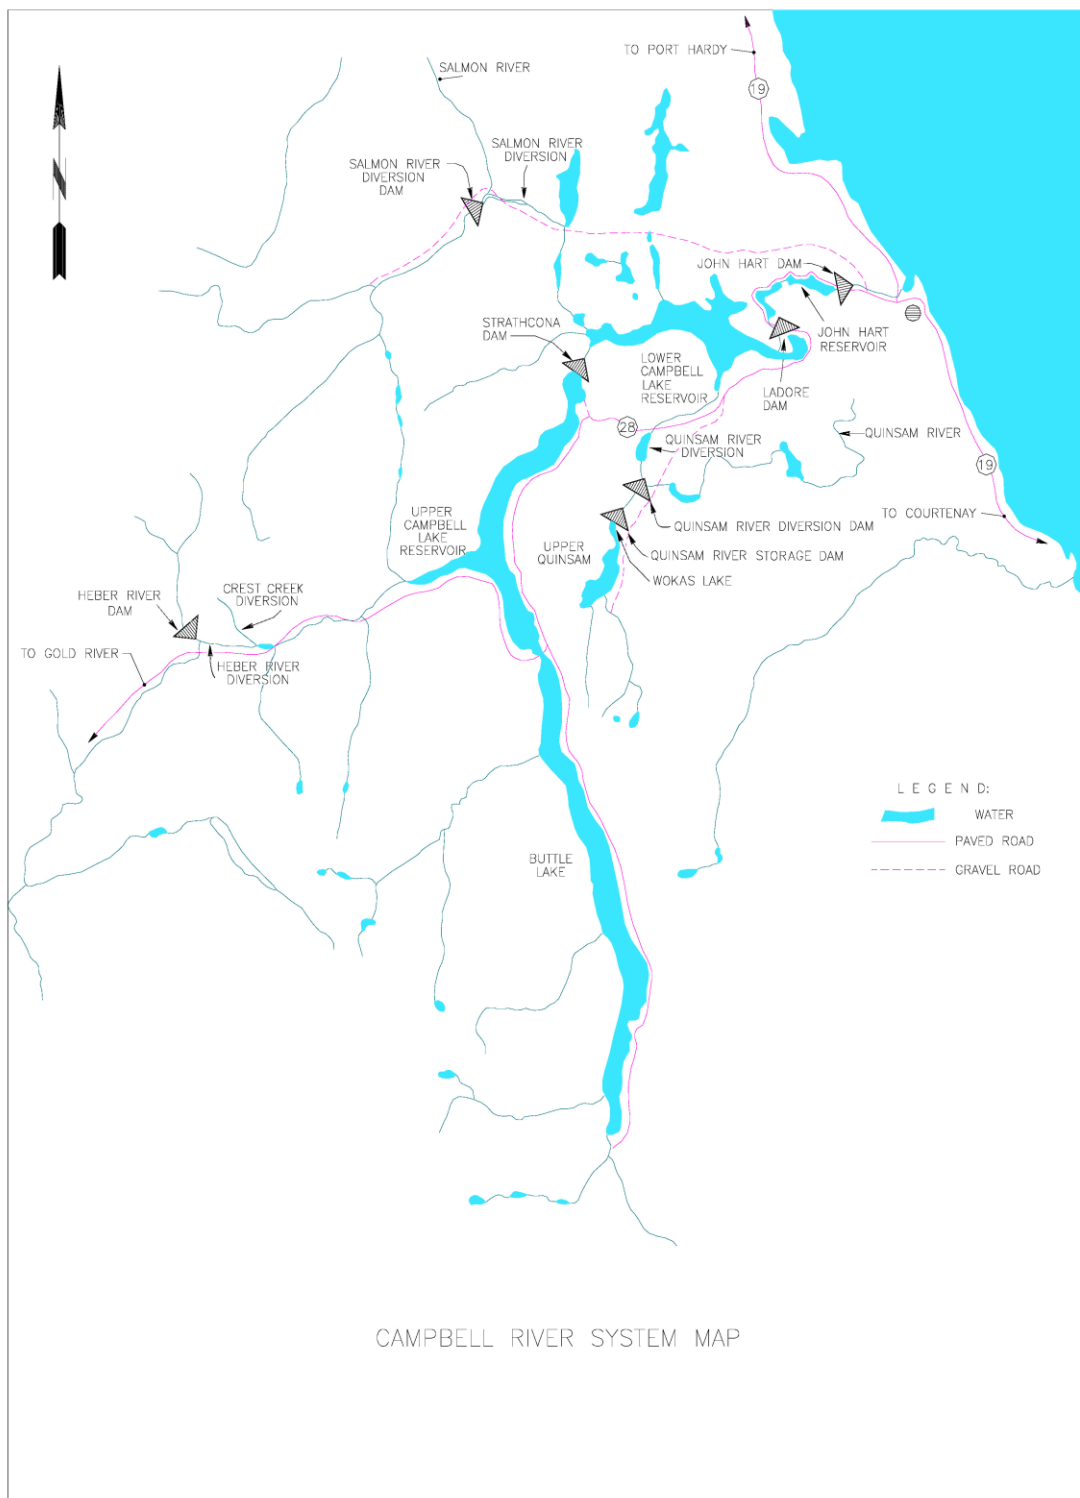 TO PORT HARDY
19
SALMON RIVER
SALMON RIVER
DIVERSION
SALMON RIVER
DIVERSION
DAM
N
JOHN HART DAM
STRATHCONA
DAM
JOHN HART
RESERVOIR
LOWER
CAMPBELL
LAKE
RESERVOIR
LADORE
DAM
28
QUINSAM RIVER
DIVERSION
QUINSAM RIVER
19
TO COURTENAY
UPPER
CAMPBELL
LAKE
RESERVOIR
QUINSAM RIVER DIVERSION DAM
UPPER
QUINSAM
QUINSAM RIVER STORAGE DAM
WOKAS LAKE
HEBER RIVER
DAM
CREST CREEK
DIVERSION
TO GOLD RIVER
HEBER RIVER
DIVERSION
LEGEND:
WATER
PAVED ROAD
GRAVEL ROAD
BUTTLE
LAKE
CAMPBELL RIVER SYSTEM MAP